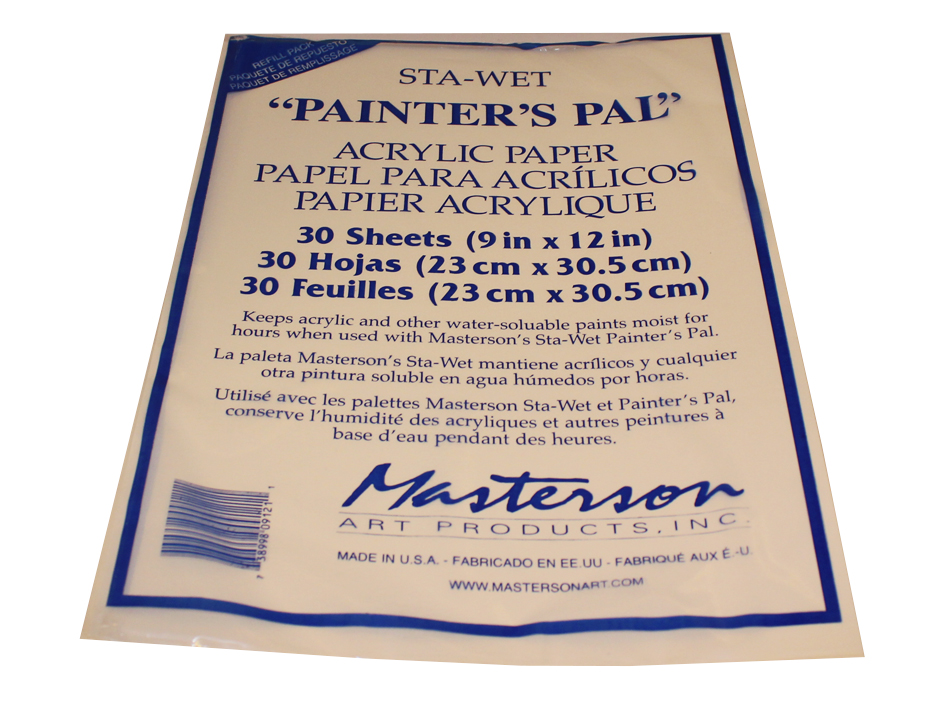 REFILL PACK
PAQUETE DE REPUESTO
PAQUET DE REMPLISSAGE
STA-WET
“PAINTER’S PAL”
ACRYLIC PAPER
PAPEL PARA ACRÍLICOS
PAPIER ACRYLIQUE
30 Sheets (9 in x 12 in)
30 Hojas (23 cm x 30.5 cm)
30 Feuilles (23 cm x 30.5 cm)
Keeps acrylic and other water-soluable paints moist for
hours when used with Masterson’s Sta-Wet Painter’s Pal.
La paleta Masterson’s Sta-Wet mantiene acrílicos y cualquier
otra pintura soluble en agua húmedos por horas.
Utilisé avec les palettes Masterson Sta-Wet et Painter’s Pal,
conserve l’humidité des acryliques et autres peintures à
base d’eau pendant des heures.
Masterson
ART PRODUCTS, INC.
MADE IN U.S.A. - FABRICADO EN EE.UU - FABRIQUÉ AUX É.-U.
WWW.MASTERSONART.COM
7 38998 09121 1